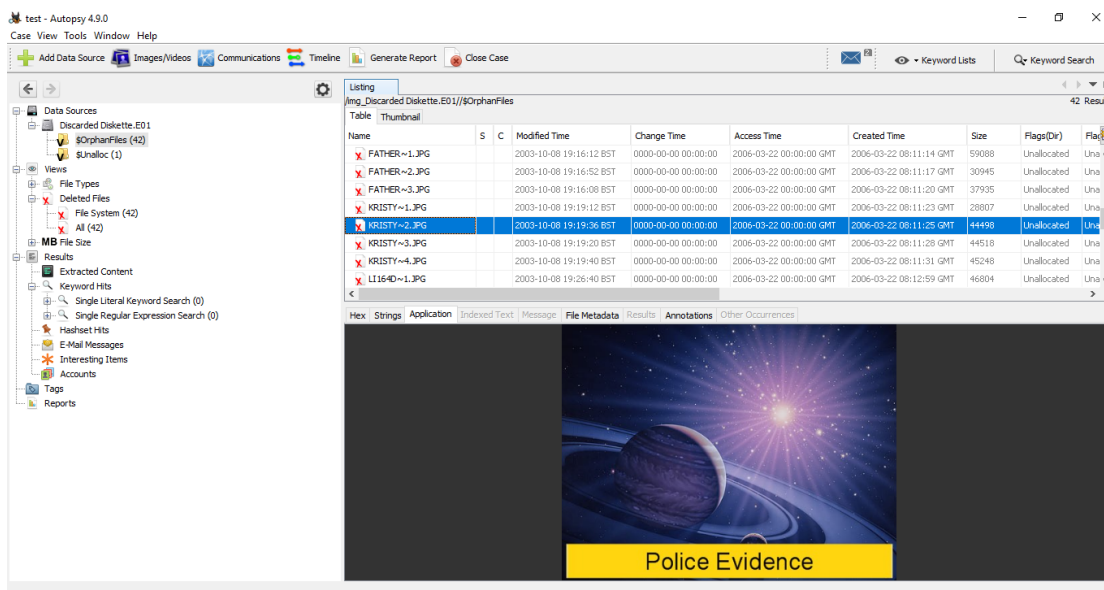 test - Autopsy 4.9.0
Case View Tools Window Help
Add Data Source Images/Videos Communications Timeline Generate Report Close Case 2 Keyword Lists Keyword Search
Listing
/img_Discarded Diskette.E01//$OrphanFiles 42 Resu
Table Thumbnail
Name S C Modified Time Change Time Access Time Created Time Size Flags(Dir) Flag
FATHER~1.JPG 2003-10-08 19:16:12 BST 0000-00-00 00:00:00 2006-03-22 00:00:00 GMT 2006-03-22 08:11:14 GMT 59088 Unallocated Una
FATHER~2.JPG 2003-10-08 19:16:52 BST 0000-00-00 00:00:00 2006-03-22 00:00:00 GMT 2006-03-22 08:11:17 GMT 30945 Unallocated Una
FATHER~3.JPG 2003-10-08 19:16:08 BST 0000-00-00 00:00:00 2006-03-22 00:00:00 GMT 2006-03-22 08:11:20 GMT 37935 Unallocated Una
KRISTY~1.JPG 2003-10-08 19:19:12 BST 0000-00-00 00:00:00 2006-03-22 00:00:00 GMT 2006-03-22 08:11:23 GMT 28807 Unallocated Una
KRISTY~2.JPG 2003-10-08 19:19:36 BST 0000-00-00 00:00:00 2006-03-22 00:00:00 GMT 2006-03-22 08:11:25 GMT 44498 Unallocated Una
KRISTY~3.JPG 2003-10-08 19:19:20 BST 0000-00-00 00:00:00 2006-03-22 00:00:00 GMT 2006-03-22 08:11:28 GMT 44518 Unallocated Una
KRISTY~4.JPG 2003-10-08 19:19:40 BST 0000-00-00 00:00:00 2006-03-22 00:00:00 GMT 2006-03-22 08:11:31 GMT 45248 Unallocated Una
LI164D~1.JPG 2003-10-08 19:26:40 BST 0000-00-00 00:00:00 2006-03-22 00:00:00 GMT 2006-03-22 08:12:59 GMT 46804 Unallocated Una
Hex Strings Application Indexed Text Message File Metadata Results Annotations Other Occurrences
Police Evidence
Data Sources
Discarded Diskette.E01
$OrphanFiles (42)
$Unalloc (1)
Views
File Types
Deleted Files
File System (42)
All (42)
MB File Size
Results
Extracted Content
Keyword Hits
Single Literal Keyword Search (0)
Single Regular Expression Search (0)
Hashset Hits
E-Mail Messages
Interesting Items
Accounts
Tags
Reports